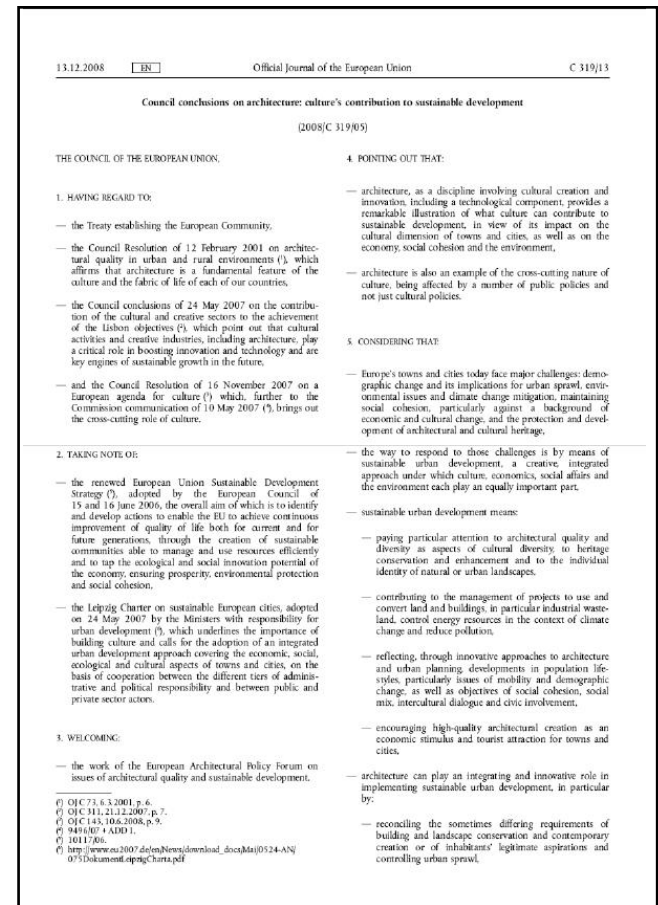 13.12.2008 EN Official Journal of the European Union C 319/13
Council conclusions on architecture: culture's contribution to sustainable development
(2008/C 319/05)
THE COUNCIL OF THE EUROPEAN UNION,
1. HAVING REGARD TO:
— the Treaty establishing the European Community,
— the Council Resolution of 12 February 2001 on architec-
tural quality in urban and rural environments (¹), which
affirms that architecture is a fundamental feature of the
culture and the fabric of life of each of our countries,
— the Council conclusions of 24 May 2007 on the contribu-
tion of the cultural and creative sectors to the achievement
of the Lisbon objectives (²), which point out that cultural
activities and creative industries, including architecture, play
a critical role in boosting innovation and technology and are
key engines of sustainable growth in the future,
— and the Council Resolution of 16 November 2007 on a
European agenda for culture (³) which, further to the
Commission communication of 10 May 2007 (⁴), brings out
the cross-cutting role of culture.
2. TAKING NOTE OF:
— the renewed European Union Sustainable Development
Strategy (⁵), adopted by the European Council of
15 and 16 June 2006, the overall aim of which is to identify
and develop actions to enable the EU to achieve continuous
improvement of quality of life both for current and for
future generations, through the creation of sustainable
communities able to manage and use resources efficiently
and to tap the ecological and social innovation potential of
the economy, ensuring prosperity, environmental protection
and social cohesion,
— the Leipzig Charter on sustainable European cities, adopted
on 24 May 2007 by the Ministers with responsibility for
urban development (⁶), which underlines the importance of
building culture and calls for the adoption of an integrated
urban development approach covering the economic, social,
ecological and cultural aspects of towns and cities, on the
basis of cooperation between the different tiers of adminis-
trative and political responsibility and between public and
private sector actors.
3. WELCOMING:
— the work of the European Architectural Policy Forum on
issues of architectural quality and sustainable development.
(¹) OJ C 73, 6.3.2001, p. 6.
(²) OJ C 311, 21.12.2007, p. 7.
(³) OJ C 143, 10.6.2008, p. 9.
(⁴) 9496/07 + ADD 1.
(⁵) 10117/06.
(⁶) http://www.eu2007.de/en/News/download_docs/Mai/0524-AN/
075DokumentLeipzigCharta.pdf
4. POINTING OUT THAT:
— architecture, as a discipline involving cultural creation and
innovation, including a technological component, provides a
remarkable illustration of what culture can contribute to
sustainable development, in view of its impact on the
cultural dimension of towns and cities, as well as on the
economy, social cohesion and the environment,
— architecture is also an example of the cross-cutting nature of
culture, being affected by a number of public policies and
not just cultural policies.
5. CONSIDERING THAT:
— Europe's towns and cities today face major challenges: demo-
graphic change and its implications for urban sprawl, envir-
onmental issues and climate change mitigation, maintaining
social cohesion, particularly against a background of
economic and cultural change, and the protection and devel-
opment of architectural and cultural heritage,
— the way to respond to those challenges is by means of
sustainable urban development, a creative, integrated
approach under which culture, economics, social affairs and
the environment each play an equally important part,
— sustainable urban development means:
— paying particular attention to architectural quality and
diversity as aspects of cultural diversity, to heritage
conservation and enhancement and to the individual
identity of natural or urban landscapes,
— contributing to the management of projects to use and
convert land and buildings, in particular industrial waste-
land, control energy resources in the context of climate
change and reduce pollution,
— reflecting, through innovative approaches to architecture
and urban planning, developments in population life-
styles, particularly issues of mobility and demographic
change, as well as objectives of social cohesion, social
mix, intercultural dialogue and civic involvement,
— encouraging high-quality architectural creation as an
economic stimulus and tourist attraction for towns and
cities,
— architecture can play an integrating and innovative role in
implementing sustainable urban development, in particular
by:
— reconciling the sometimes differing requirements of
building and landscape conservation and contemporary
creation or of inhabitants' legitimate aspirations and
controlling urban sprawl,